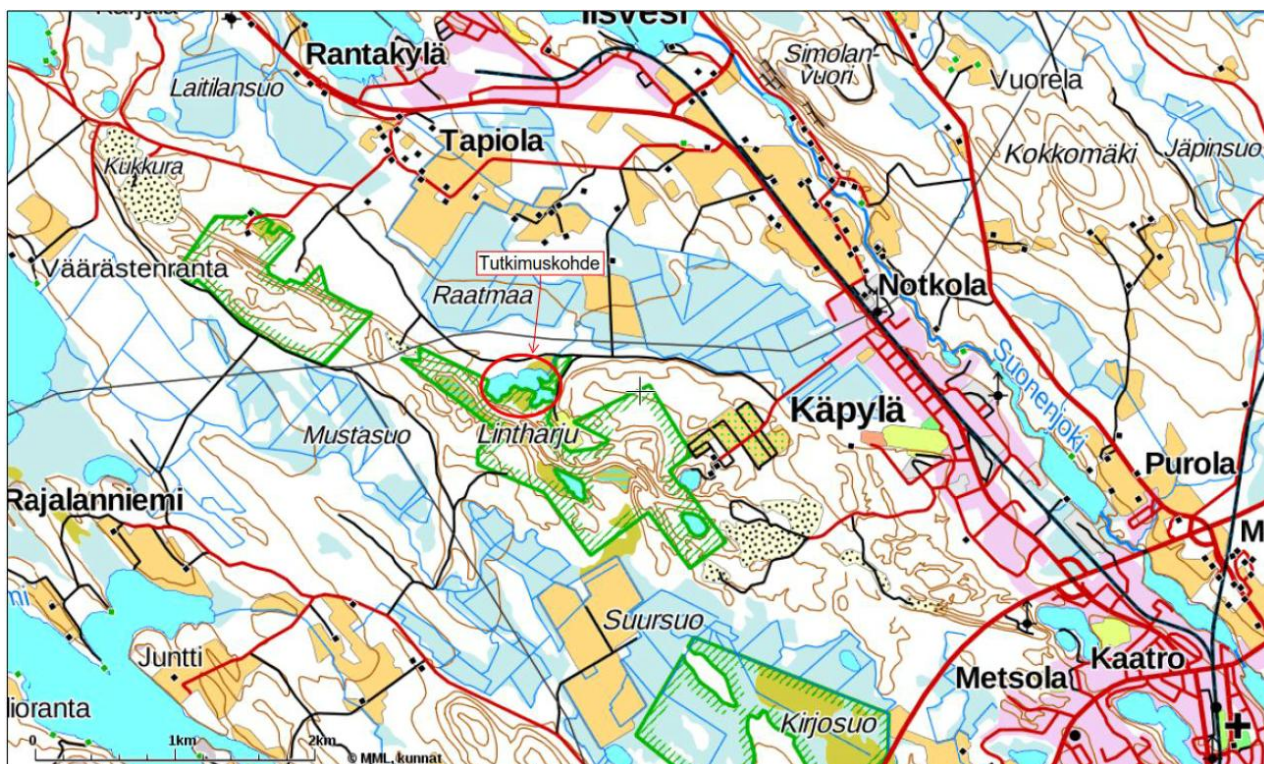 Iisvesi
Rantakylä
Simolan-
vuori
Vuorela
Laitilansuo
Tapiola
Kokkomäki
Jäpinsuo
Kukkura
Väärästenranta
Tutkimuskohde
Raatmaa
Notkola
Suonenjoki
Käpylä
Mustasuo
Lintharju
Purola
Rajalanniemi
M
mi
Suursuo
Juntti
Kaatro
Metsola
lioranta
Kirjosuo
0 1km 2km
© MML, kunnat